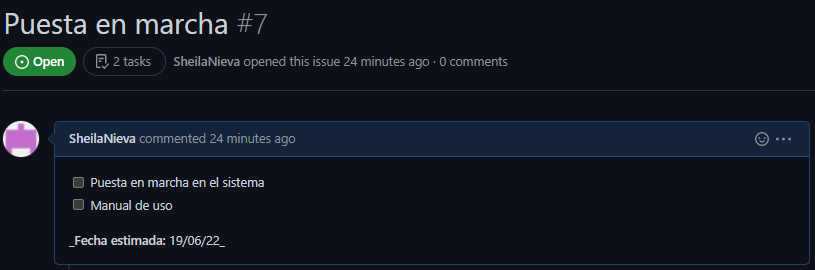 Puesta en marcha #7
Open 2 tasks SheilaNieva opened this issue 24 minutes ago · 0 comments
SheilaNieva commented 24 minutes ago
Puesta en marcha en el sistema
Manual de uso
_Fecha estimada: 19/06/22_